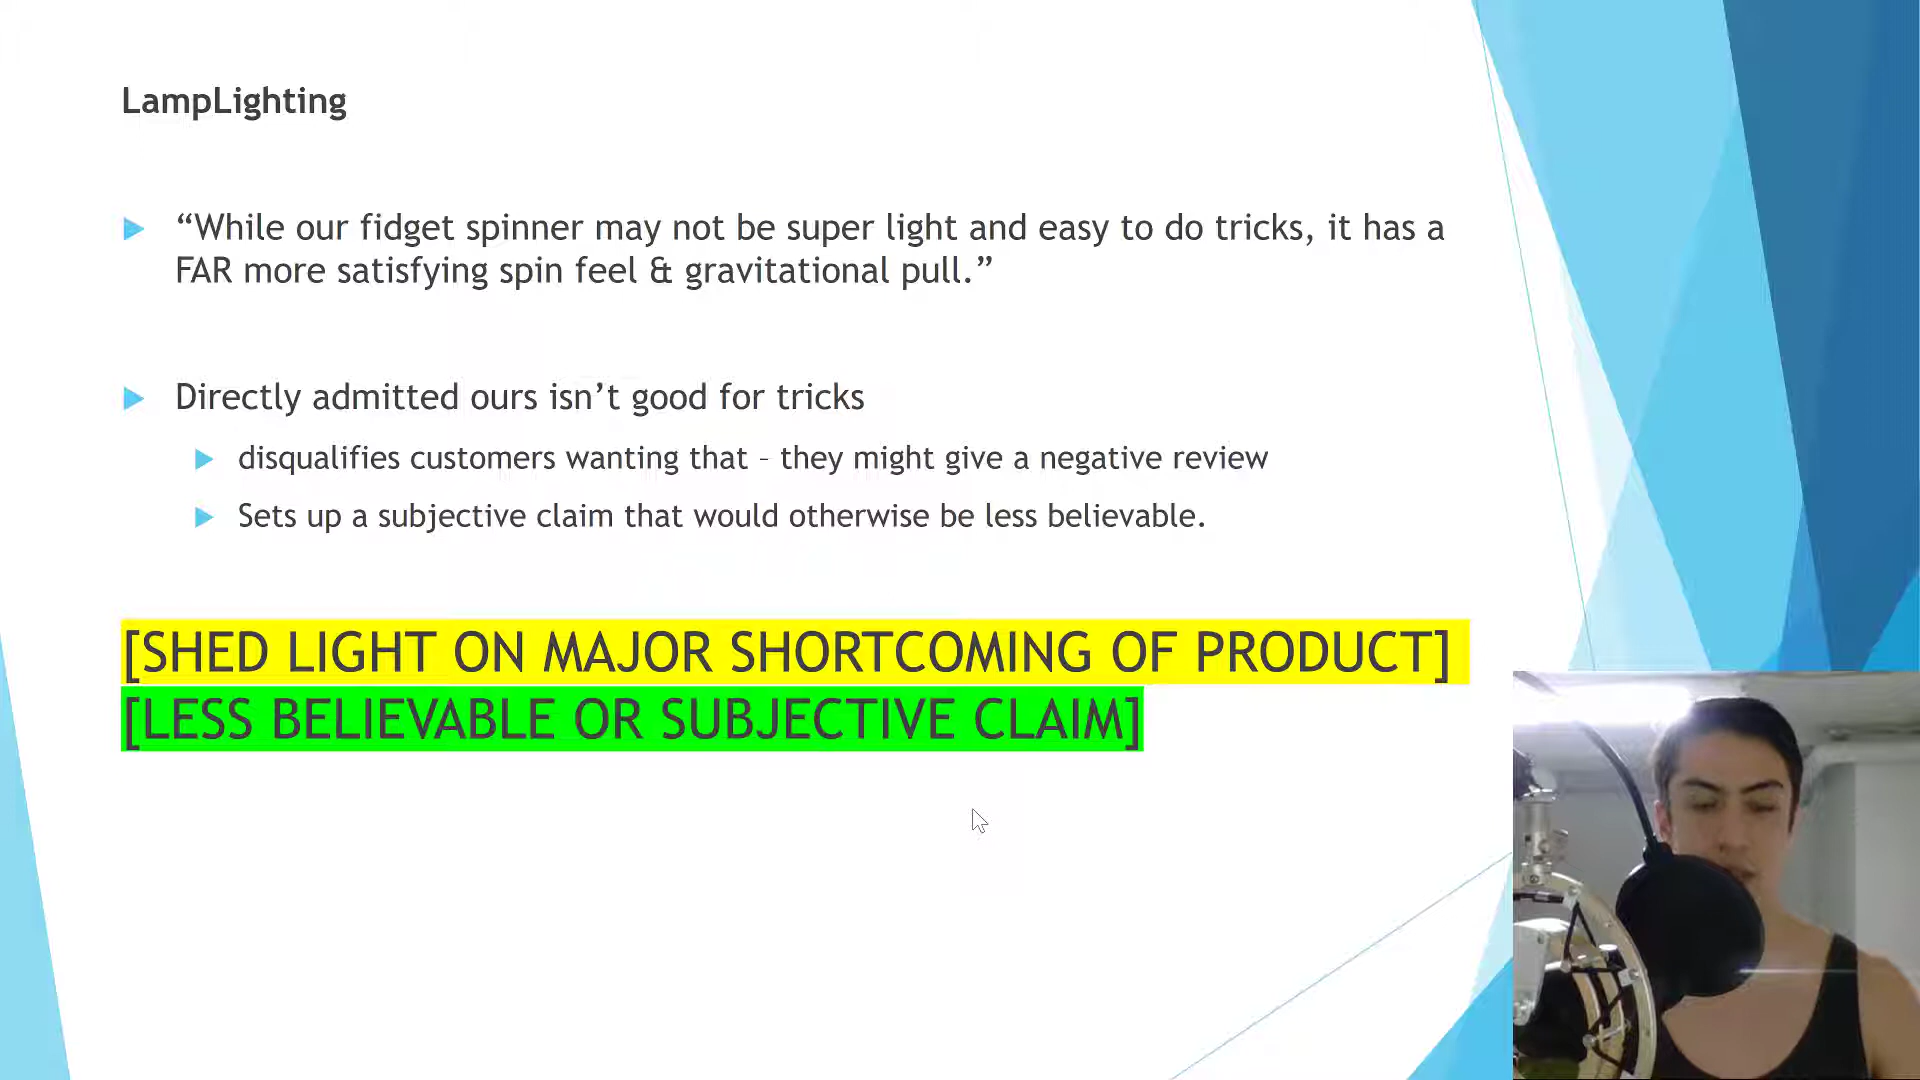 LampLighting
“While our fidget spinner may not be super light and easy to do tricks, it has a
FAR more satisfying spin feel & gravitational pull.”
Directly admitted ours isn’t good for tricks
disqualifies customers wanting that – they might give a negative review
Sets up a subjective claim that would otherwise be less believable.
[SHED LIGHT ON MAJOR SHORTCOMING OF PRODUCT]
[LESS BELIEVABLE OR SUBJECTIVE CLAIM]